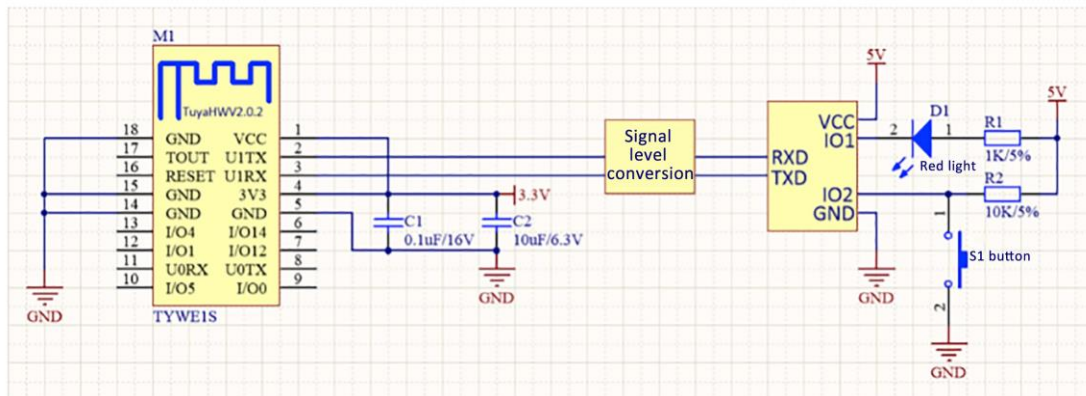 M1
TuyaHWV2.0.2
18 GND VCC 1
17 TOUT U1TX 2
16 RESET U1RX 3
15 GND 3V3 4
14 GND GND 5
13 I/O4 I/O14 6
12 I/O1 I/O12 7
11 U0RX U0TX 8
10 I/O5 I/O0 9
TYWE1S
GND
C1
0.1uF/16V
C2
10uF/6.3V
3.3V
GND
Signal
level
conversion
5V
VCC
IO1
RXD
TXD
IO2
GND
GND
2
D1
1
Red light
R1
1K/5%
5V
R2
10K/5%
1
S1 button
2
GND